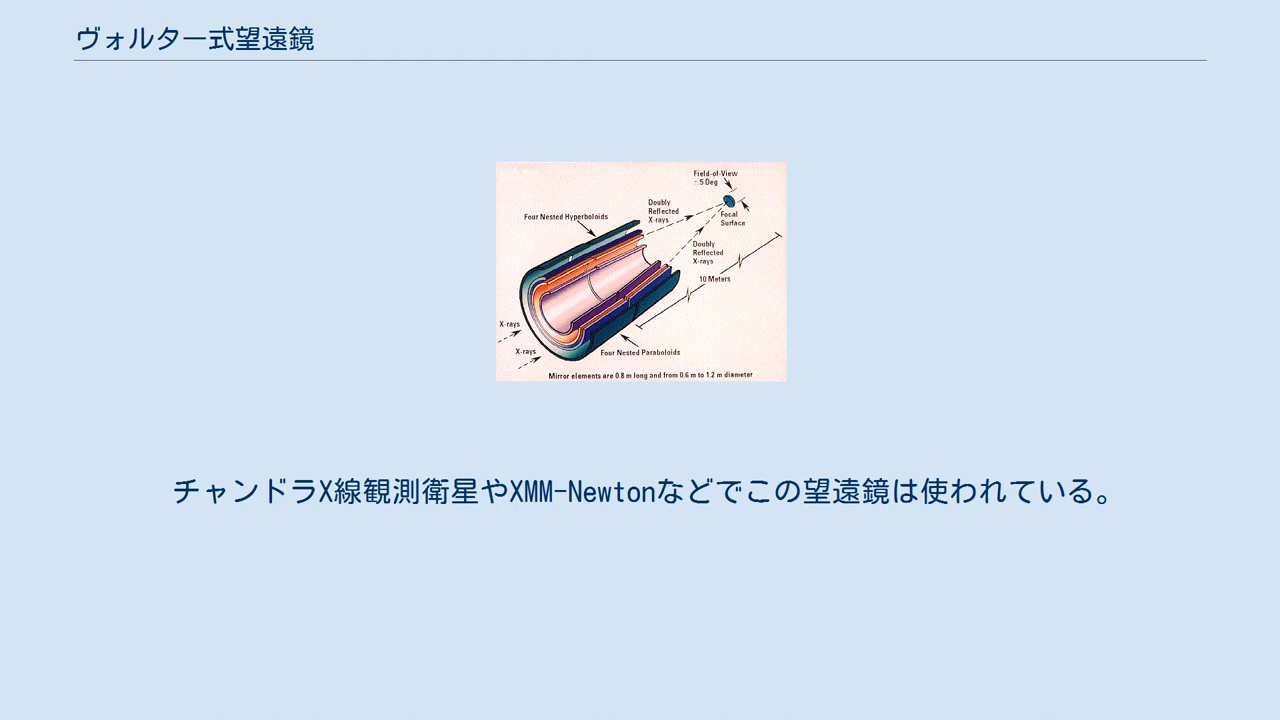 ヴォルター式望遠鏡
Field-of-View
±.5 Deg
Doubly
Reflected
X-rays
Four Nested Hyperboloids
Focal
Surface
Doubly
Reflected
X-rays
10 Meters
X-rays
X-rays
Four Nested Paraboloids
Mirror elements are 0.8 m long and from 0.6 m to 1.2 m diameter
チャンドラX線観測衛星やXMM-Newtonなどでこの望遠鏡は使われている。